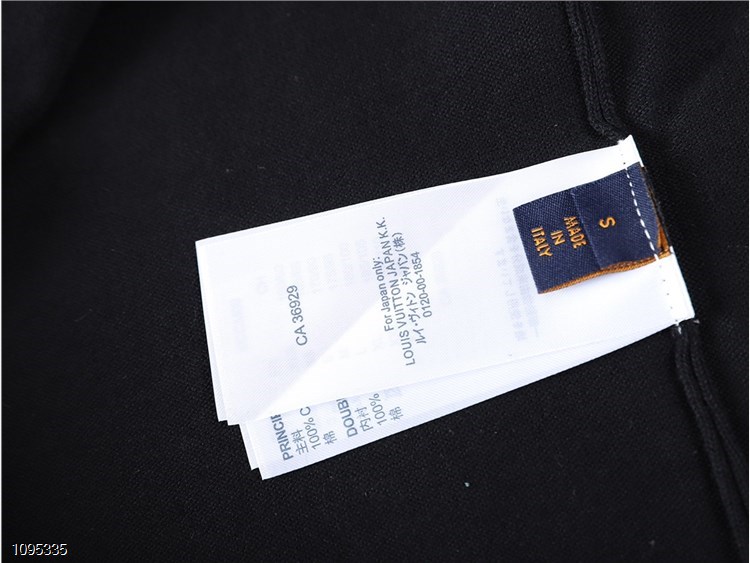 S
MADE
IN
ITALY
For Japan only:
LOUIS VUITTON JAPAN K.K.
ルイ・ヴィトン ジャパン(株)
0120-00-1854
CA 36929
PRINCI
主料
100% C
棉
DOUB
内衬
100%
棉
1095335